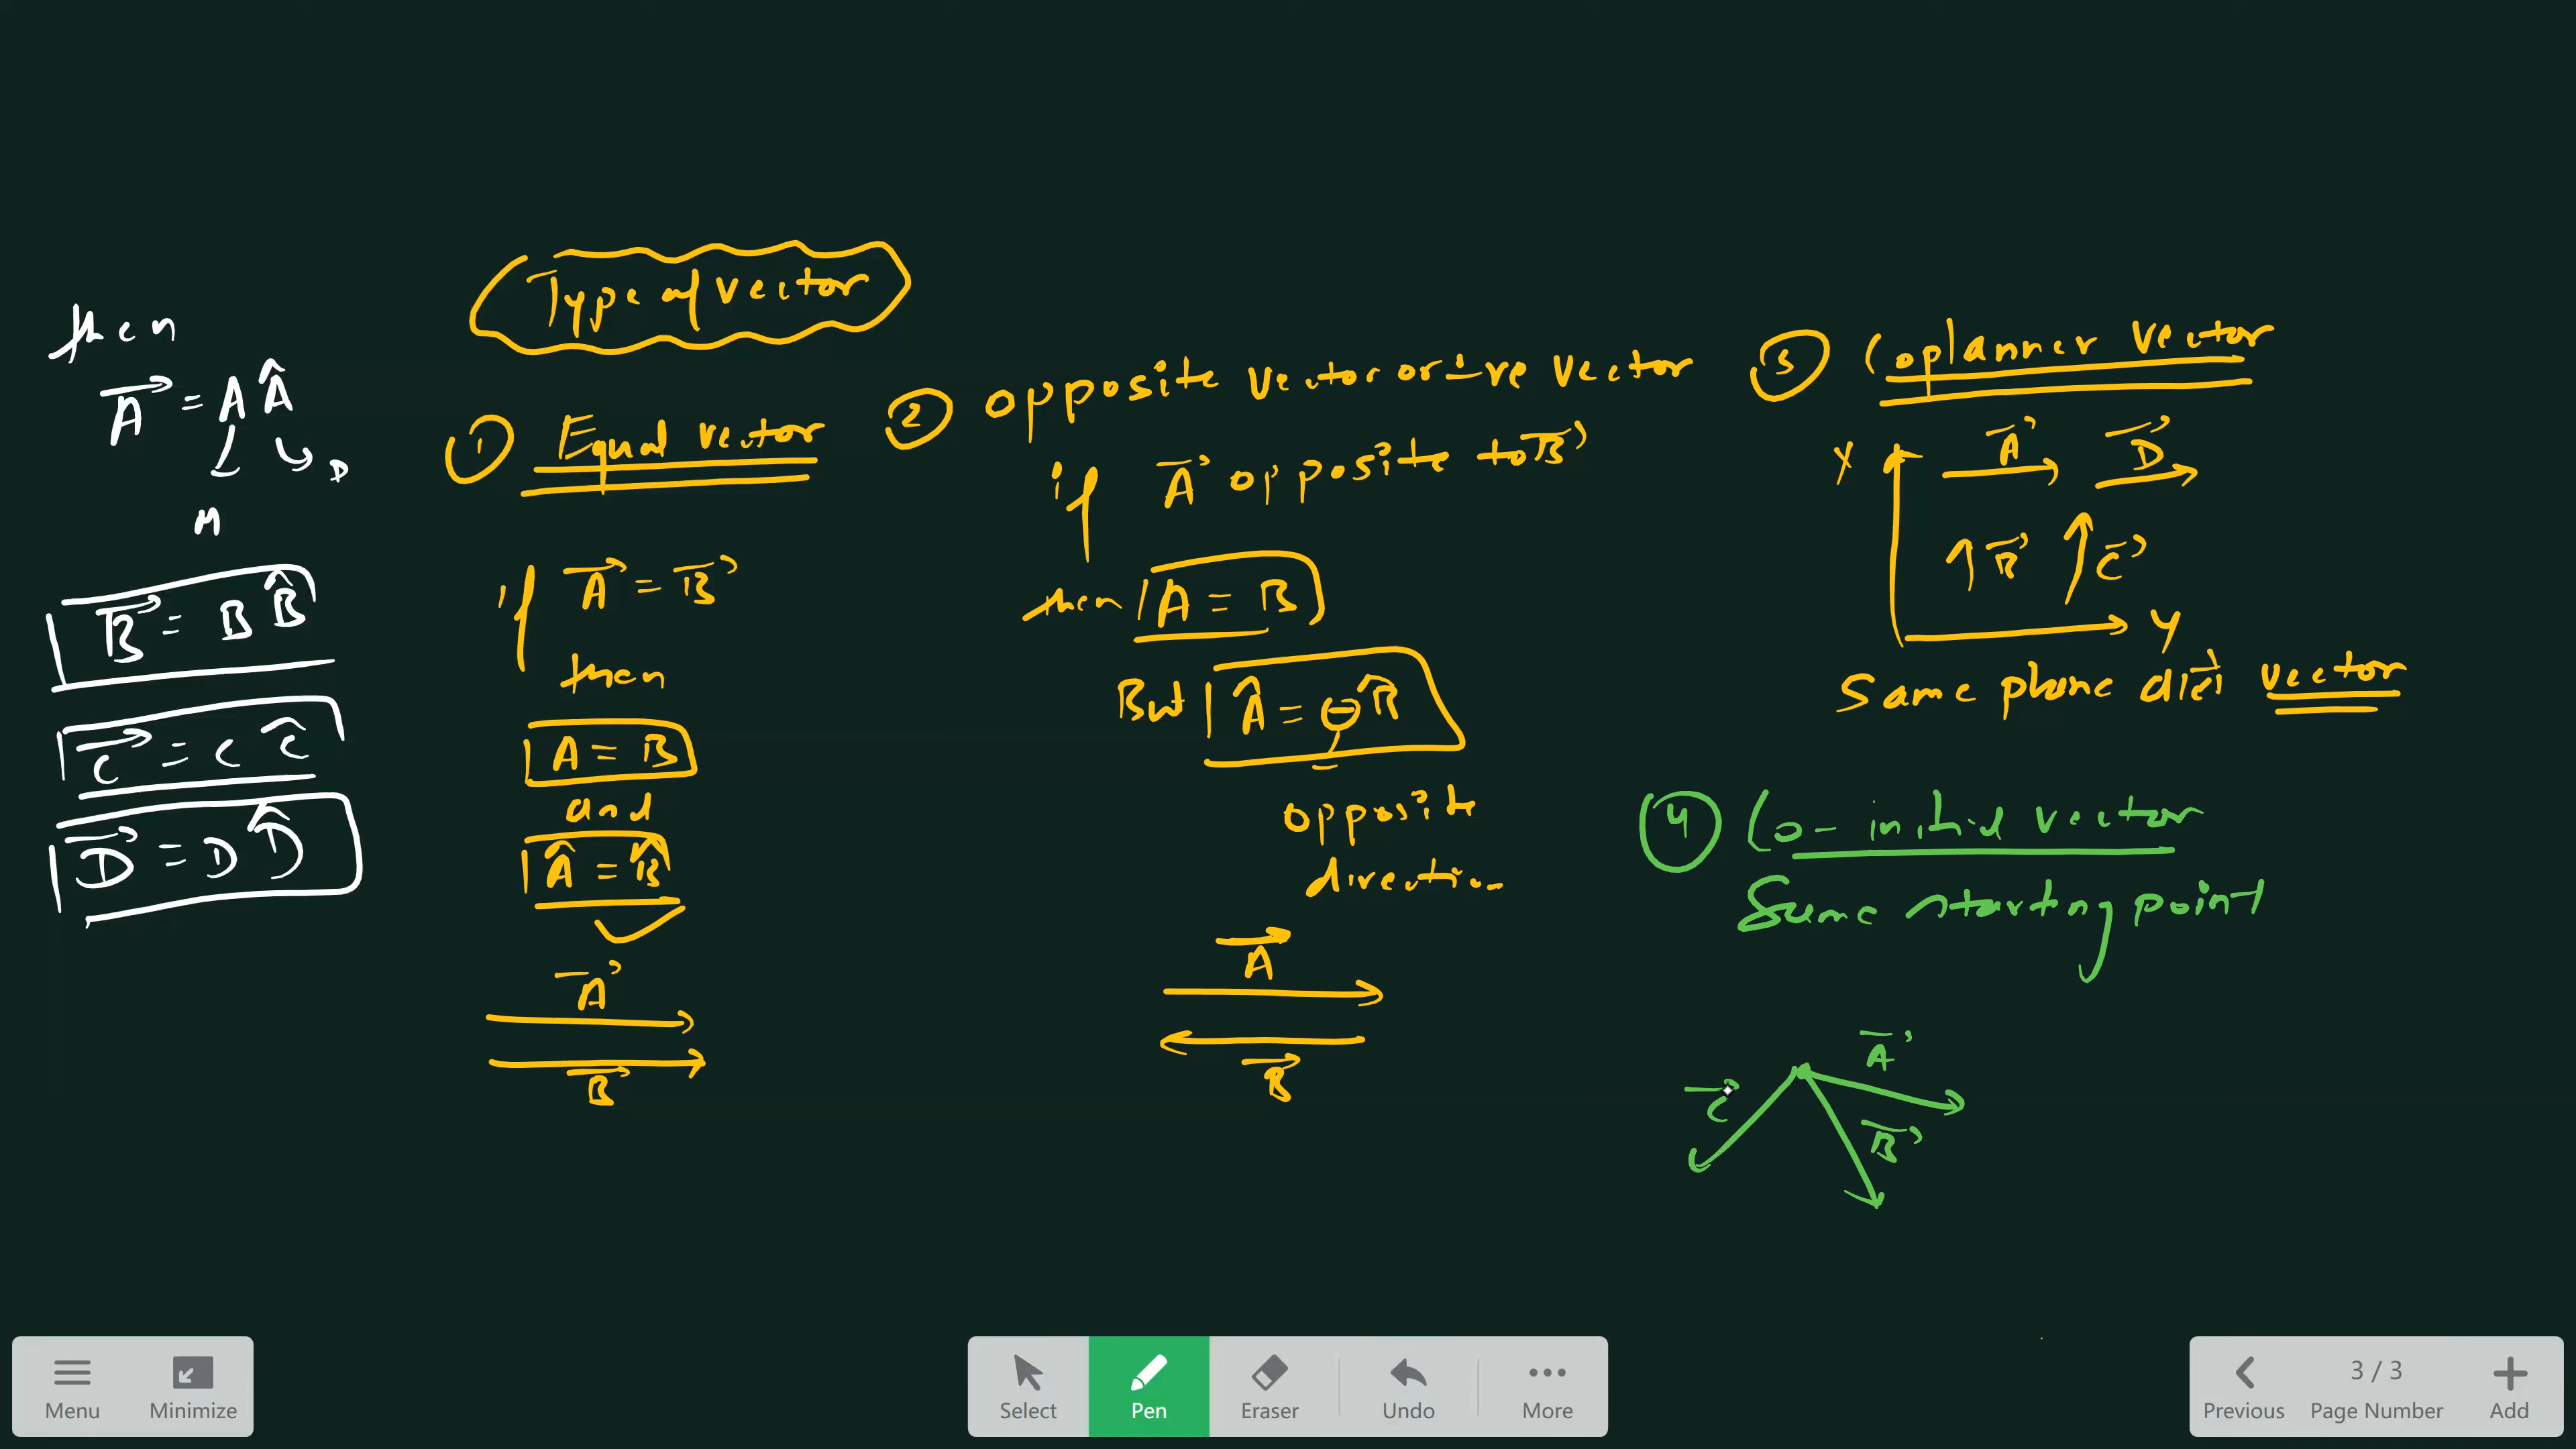 then
A⃗ = A Â
D
M
B⃗ = B B̂
C⃗ = C Ĉ
D⃗ = D D̂
Type of vector
① Equal vector
if A⃗ = B⃗
then
A = B
and
Â = B̂
A⃗
B⃗
② opposite vector or -ve vector
if A⃗ opposite to B⃗
then A = B
But Â = ⊖ B̂
opposite
direction
A⃗
B⃗
③ Coplanner vector
X A⃗ D⃗
B⃗ C⃗
Y
Same plane vector
④ Co-initial vector
Same starting point
A⃗
C⃗
B⃗
Menu Minimize Select Pen Eraser Undo More
3 / 3
Previous Page Number Add